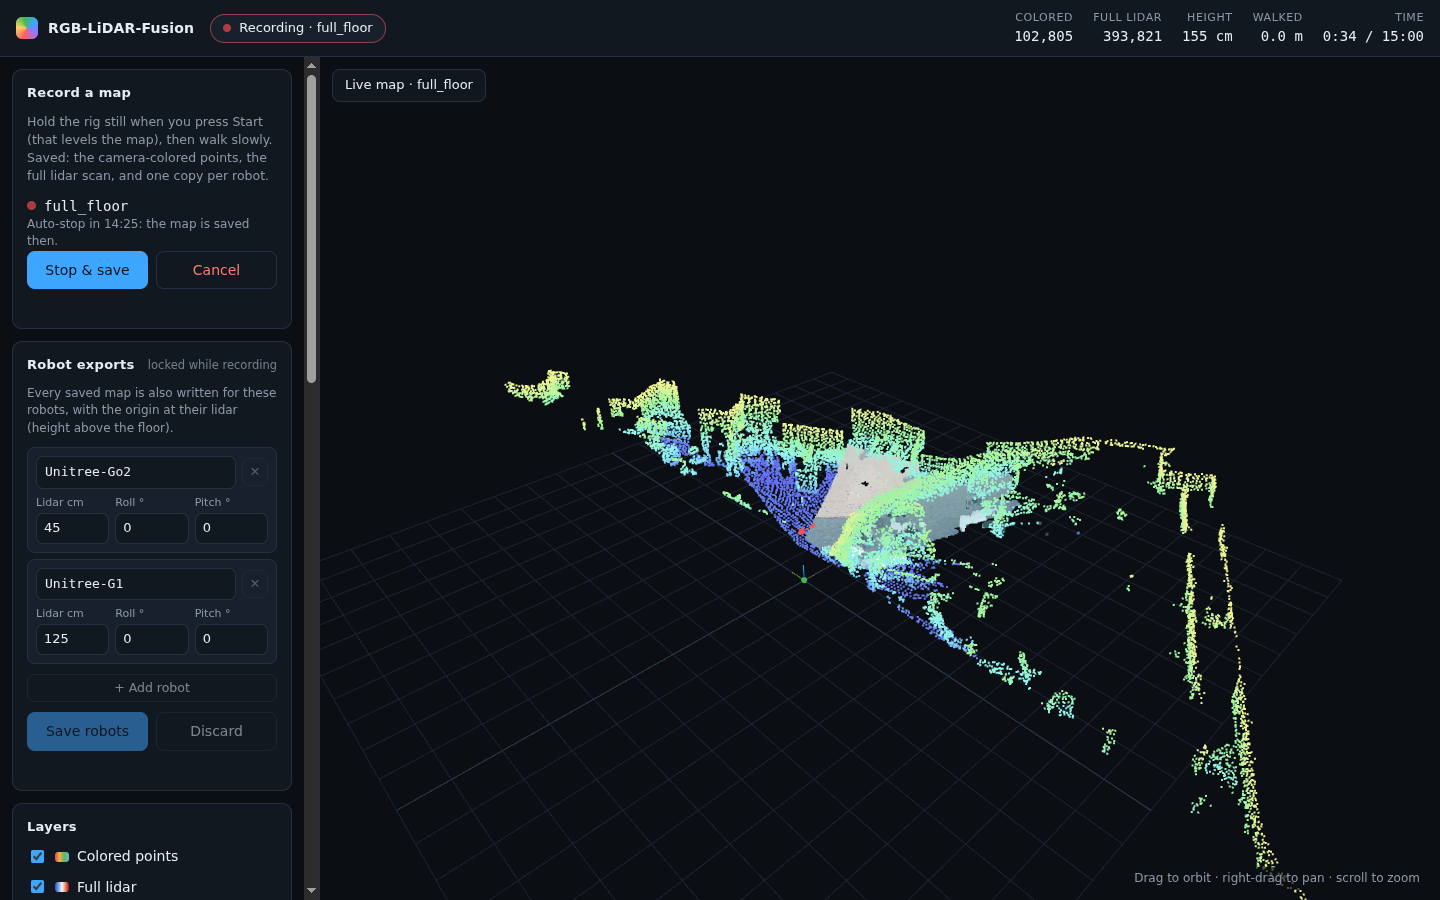 RGB-LiDAR-Fusion
Recording · full_floor
COLORED FULL LIDAR HEIGHT WALKED TIME
102,805 393,821 155 cm 0.0 m 0:34 / 15:00
Record a map
Hold the rig still when you press Start
(that levels the map), then walk slowly.
Saved: the camera-colored points, the
full lidar scan, and one copy per robot.
full_floor
Auto-stop in 14:25: the map is saved
then.
Stop & save Cancel
Robot exports locked while recording
Every saved map is also written for these
robots, with the origin at their lidar
(height above the floor).
Unitree-Go2 ×
Lidar cm Roll ° Pitch °
45 0 0
Unitree-G1 ×
Lidar cm Roll ° Pitch °
125 0 0
+ Add robot
Save robots Discard
Layers
Colored points
Full lidar
Live map · full_floor
Drag to orbit · right-drag to pan · scroll to zoom